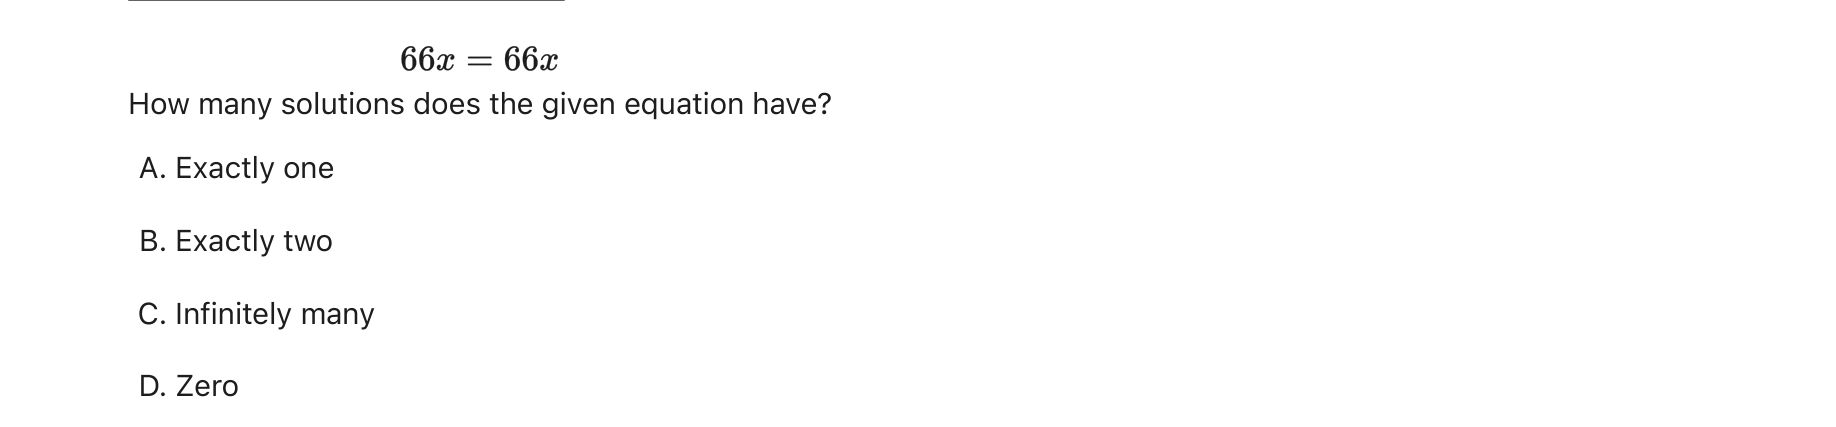 66x = 66x
How many solutions does the given equation have?
A. Exactly one
B. Exactly two
C. Infinitely many
D. Zero